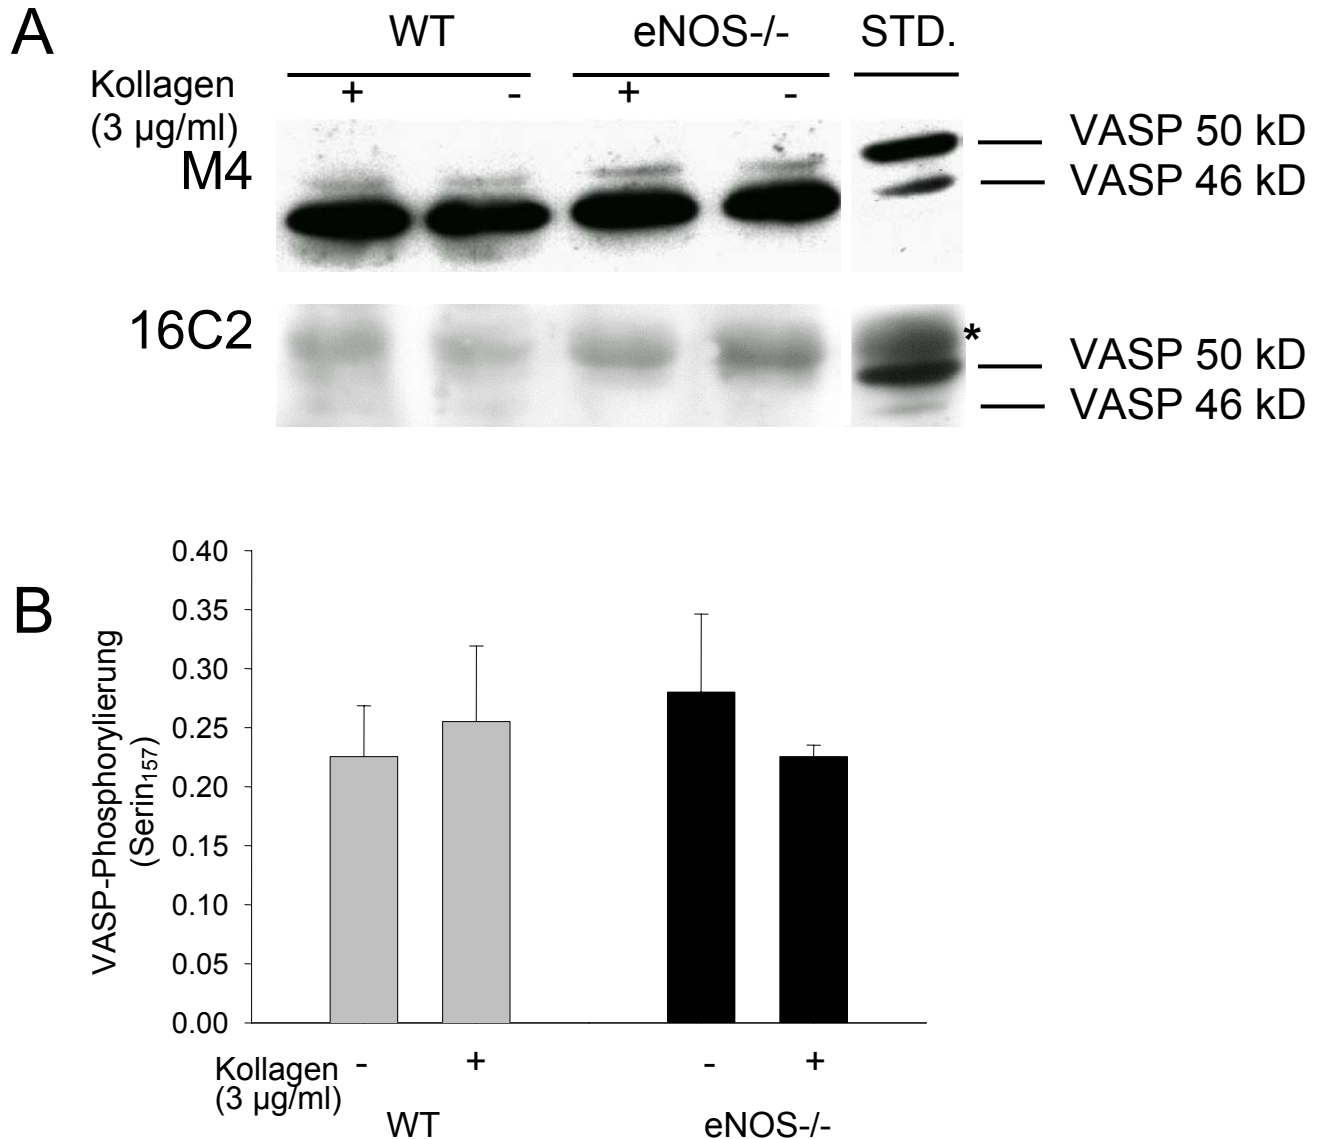 A
WT eNOS-/- STD.
Kollagen + - + -
(3 µg/ml)
M4
VASP 50 kD
VASP 46 kD
16C2
*
VASP 50 kD
VASP 46 kD
B
VASP-Phosphorylierung
(Serin157)
0.40
0.35
0.30
0.25
0.20
0.15
0.10
0.05
0.00
Kollagen - + - +
(3 µg/ml)
WT eNOS-/-